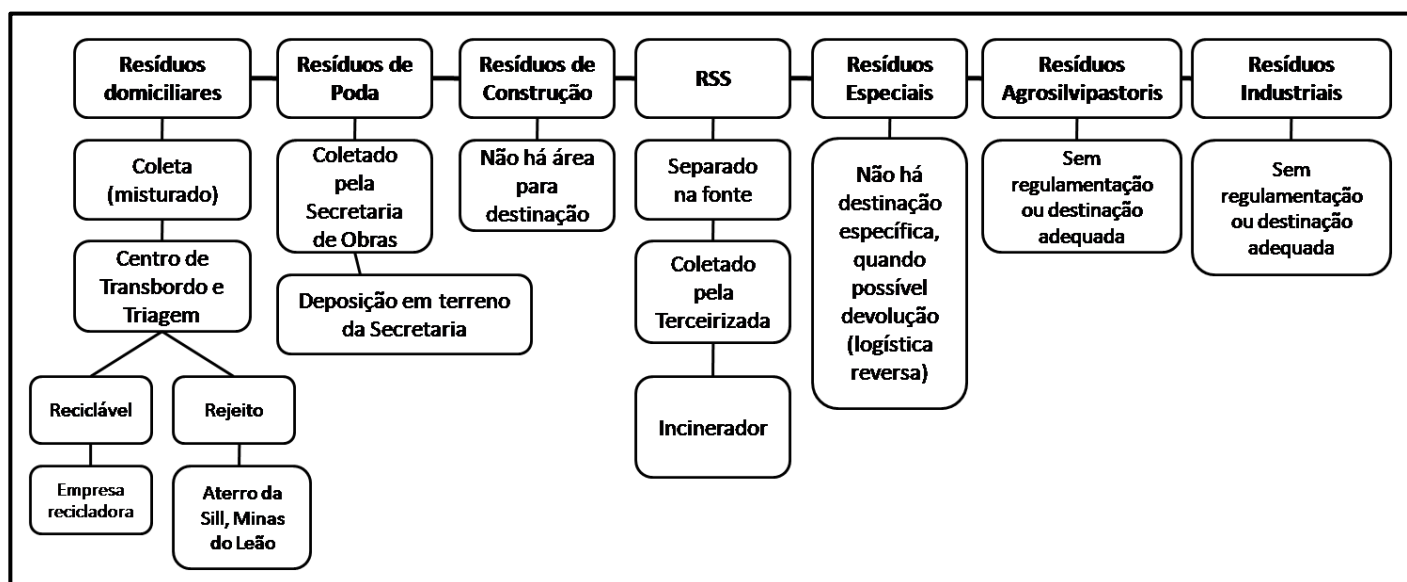 Resíduos
domiciliares
Resíduos de
Poda
Resíduos de
Construção
RSS
Resíduos
Especiais
Resíduos
Agrosilvipastoris
Resíduos
Industriais
Coleta
(misturado)
Centro de
Transbordo e
Triagem
Reciclável
Empresa
recicladora
Rejeito
Aterro da
Sill, Minas
do Leão
Coletado
pela
Secretaria
de Obras
Deposição em terreno
da Secretaria
Não há área
para
destinação
Separado
na fonte
Coletado
pela
Terceirizada
Incinerador
Não há
destinação
específica,
quando
possível
devolução
(logística
reversa)
Sem
regulamentação
ou destinação
adequada
Sem
regulamentação
ou destinação
adequada